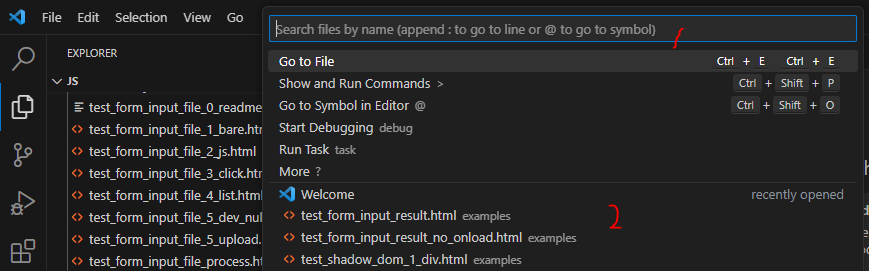 File Edit Selection View Go
Search files by name (append : to go to line or @ to go to symbol)
1
EXPLORER
JS
test_form_input_file_0_readme
test_form_input_file_1_bare.htm
test_form_input_file_2_js.html
test_form_input_file_3_click.htm
test_form_input_file_4_list.html
test_form_input_file_5_dev_nul
test_form_input_file_5_upload.
test_form_input_file_process.ht
Go to File Ctrl + E Ctrl + E
Show and Run Commands > Ctrl + Shift + P
Go to Symbol in Editor @ Ctrl + Shift + O
Start Debugging debug
Run Task task
More ?
Welcome recently opened
test_form_input_result.html examples
2
test_form_input_result_no_onload.html examples
test_shadow_dom_1_div.html examples